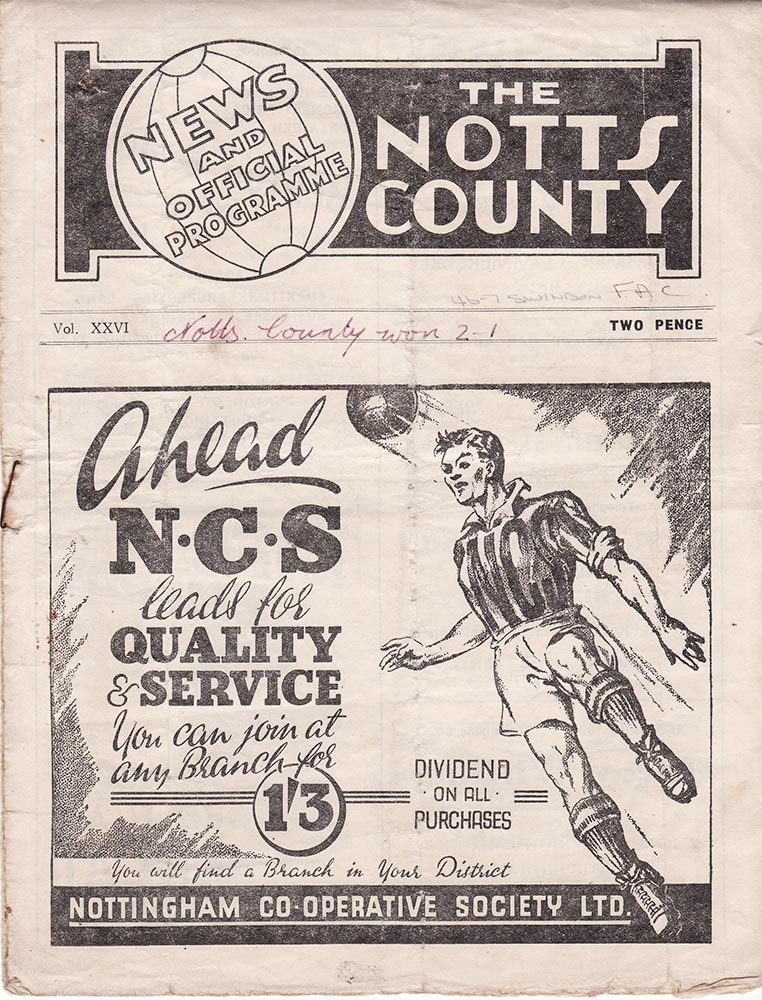 NEWS
AND
OFFICIAL
PROGRAMME
THE
NOTTS
COUNTY
46-7 SWINDON F A C
Vol. XXVI
Notts. County won 2-1
TWO PENCE
Ahead
N·C·S
leads for
QUALITY
& SERVICE
You can join at
any Branch for
1'3
DIVIDEND
· ON ALL ·
PURCHASES
You will find a Branch in Your District
NOTTINGHAM CO-OPERATIVE SOCIETY LTD.